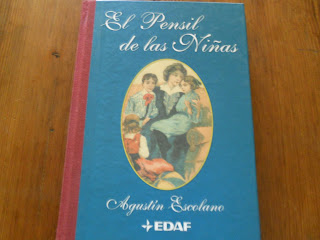 El Pensil
de las Niñas
Agustín Escolano
EDAF